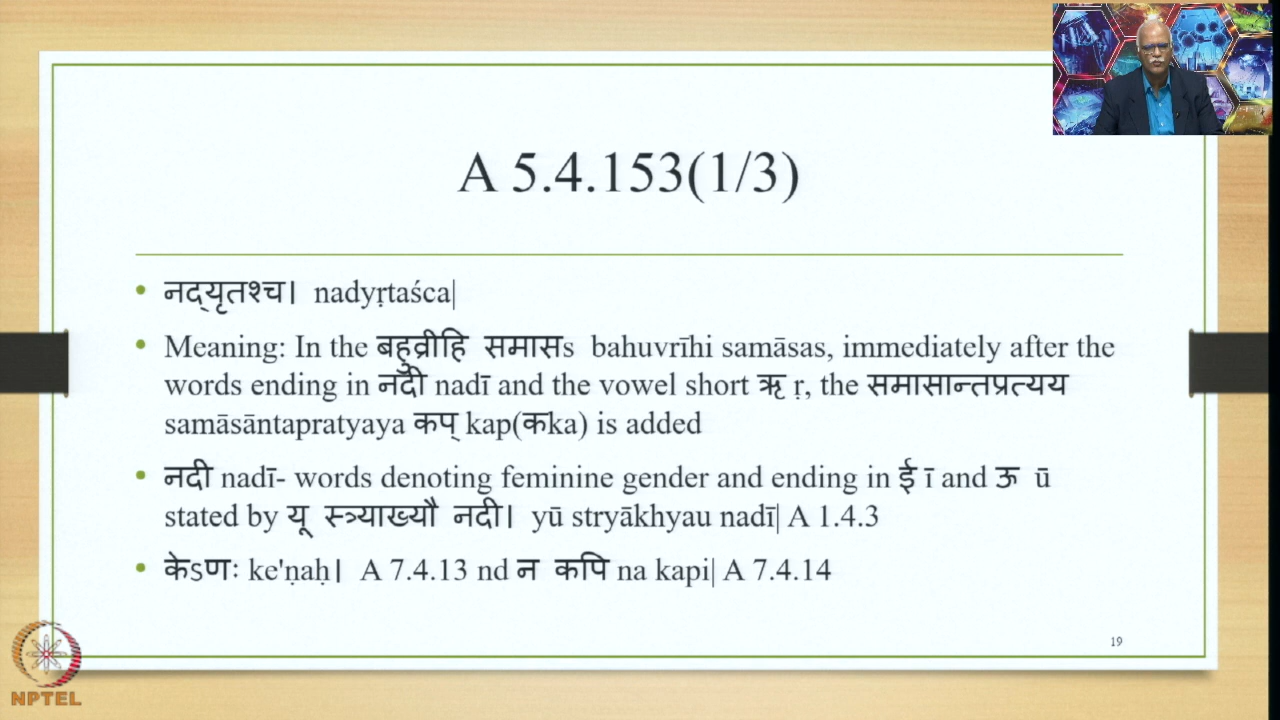 A 5.4.153(1/3)
• नद्यृतश्च। nadyṛtaśca|
• Meaning: In the बहुव्रीहि समासs bahuvrīhi samāsas, immediately after the
words ending in नदी nadī and the vowel short ऋ ṛ, the समासान्तप्रत्यय
samāsāntapratyaya कप् kap(कka) is added
• नदी nadī- words denoting feminine gender and ending in ई ī and ऊ ū
stated by यू स्त्र्याख्यौ नदी। yū stryākhyau nadī| A 1.4.3
• केऽणः ke'ṇaḥ। A 7.4.13 nd न कपि na kapi| A 7.4.14
19
NPTEL